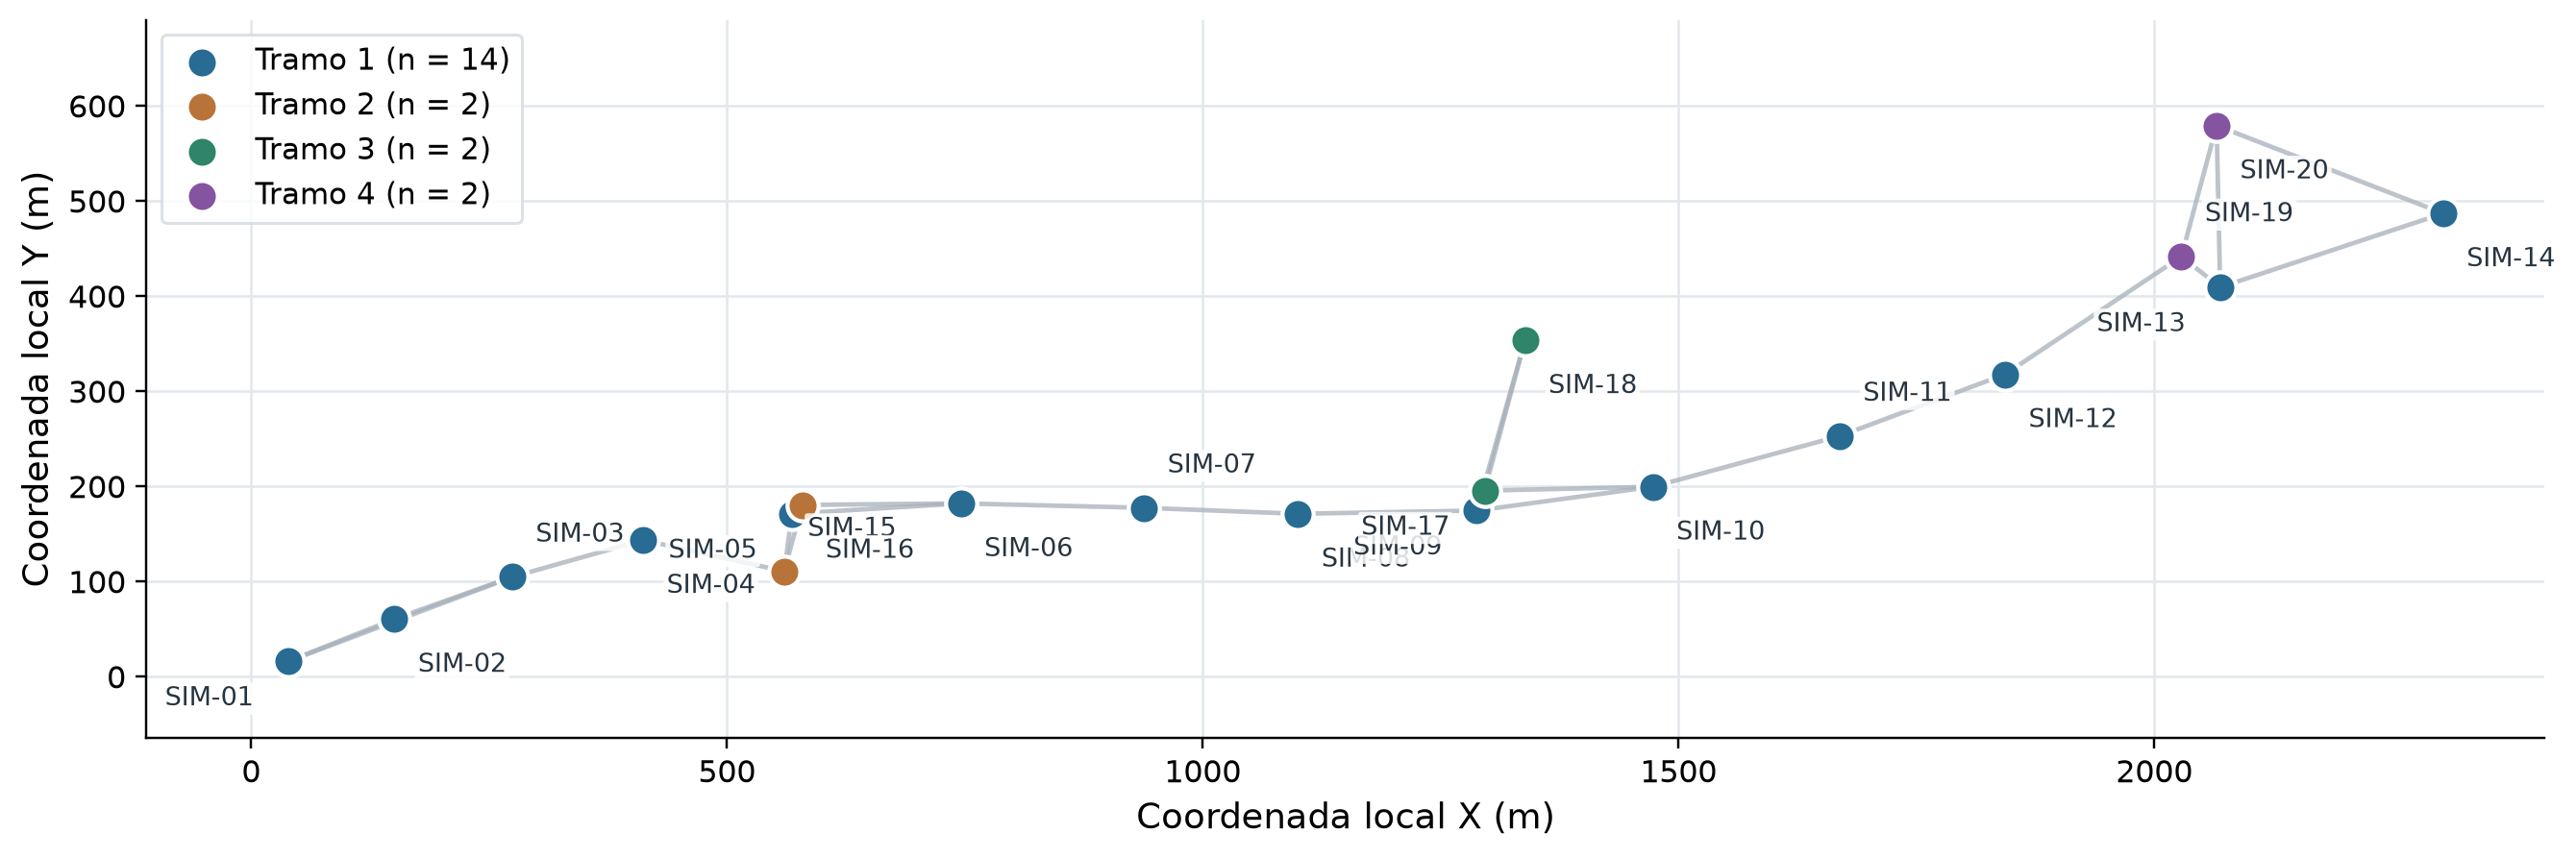 Tramo 1 (n = 14)
Tramo 2 (n = 2)
Tramo 3 (n = 2)
Tramo 4 (n = 2)
Coordenada local Y (m)
600
500
400
300
200
100
0
SIM-20
SIM-19
SIM-14
SIM-13
SIM-18
SIM-11
SIM-12
SIM-07
SIM-03
SIM-15
SIM-17
SIM-10
SIM-05
SIM-16
SIM-06
SIM-09
SIM-08
SIM-04
SIM-02
SIM-01
0
500
1000
1500
2000
Coordenada local X (m)